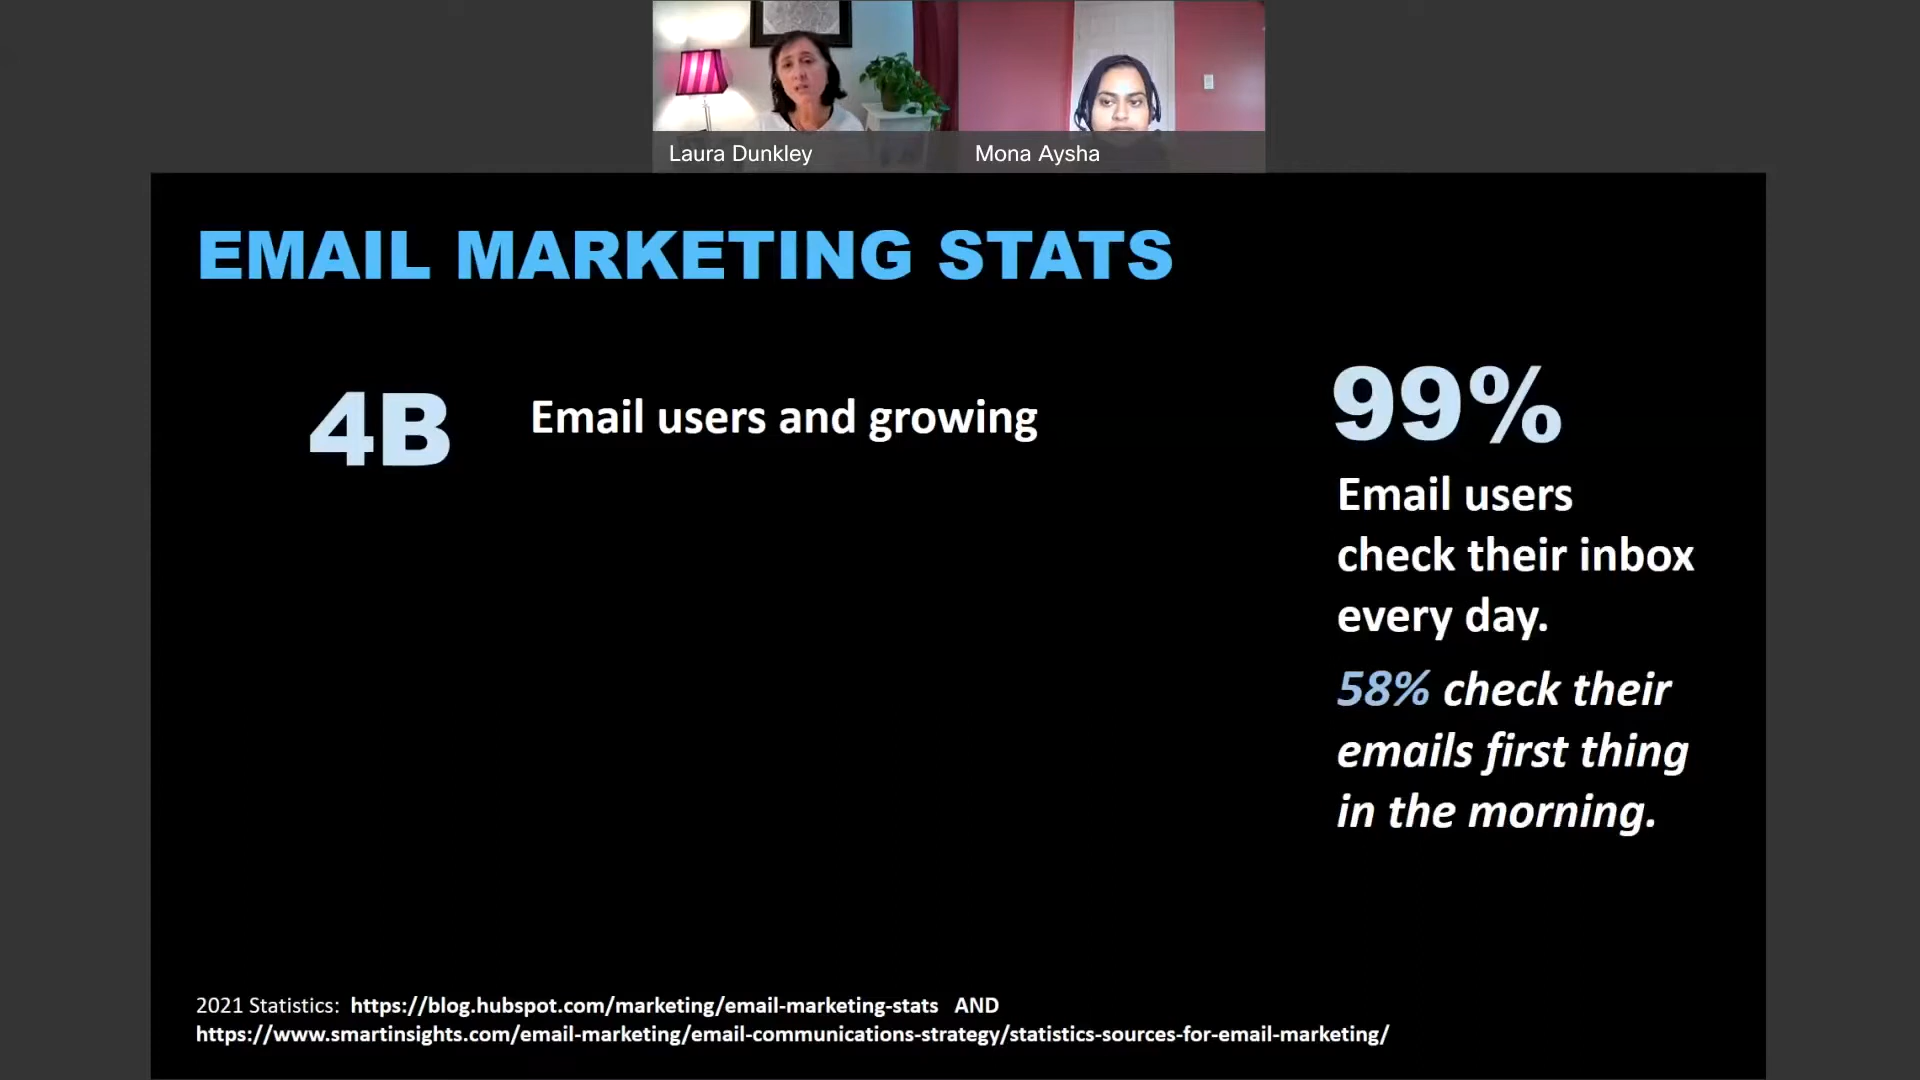 Laura Dunkley
Mona Aysha
EMAIL MARKETING STATS
4B
Email users and growing
99%
Email users
check their inbox
every day.
58% check their
emails first thing
in the morning.
2021 Statistics: https://blog.hubspot.com/marketing/email-marketing-stats AND
https://www.smartinsights.com/email-marketing/email-communications-strategy/statistics-sources-for-email-marketing/